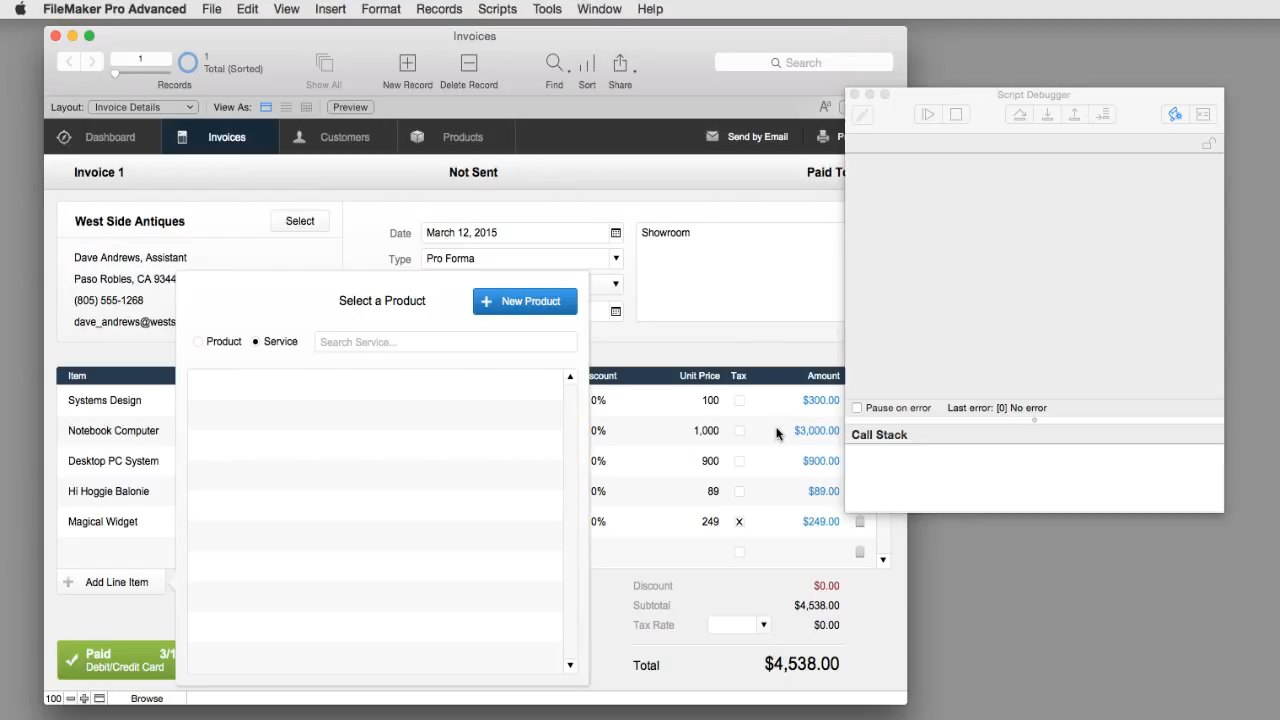 FileMaker Pro Advanced File Edit View Insert Format Records Scripts Tools Window Help
Invoices
1
1
Total (Sorted)
Search
Records Show All New Record Delete Record Find Sort Share
Layout: Invoice Details View As: Preview Aa
Dashboard Invoices Customers Products Send by Email
Invoice 1 Not Sent
West Side Antiques Select
Dave Andrews, Assistant
Paso Robles, CA 9344
(805) 555-1268
dave_andrews@wests
Date March 12, 2015
Type Pro Forma
Showroom
Select a Product New Product
Product Service Search Service...
Item Unit Price Tax Amount
Systems Design 0% 100 $300.00
Notebook Computer 0% 1,000 $3,000.00
Desktop PC System 0% 900 $900.00
Hi Hoggie Balonie 0% 89 $89.00
Magical Widget 0% 249 X $249.00
Add Line Item
Discount $0.00
Subtotal $4,538.00
Tax Rate $0.00
Total $4,538.00
Paid 3/1
Debit/Credit Card
100 Browse
Script Debugger
Pause on error Last error: [0] No error
Call Stack